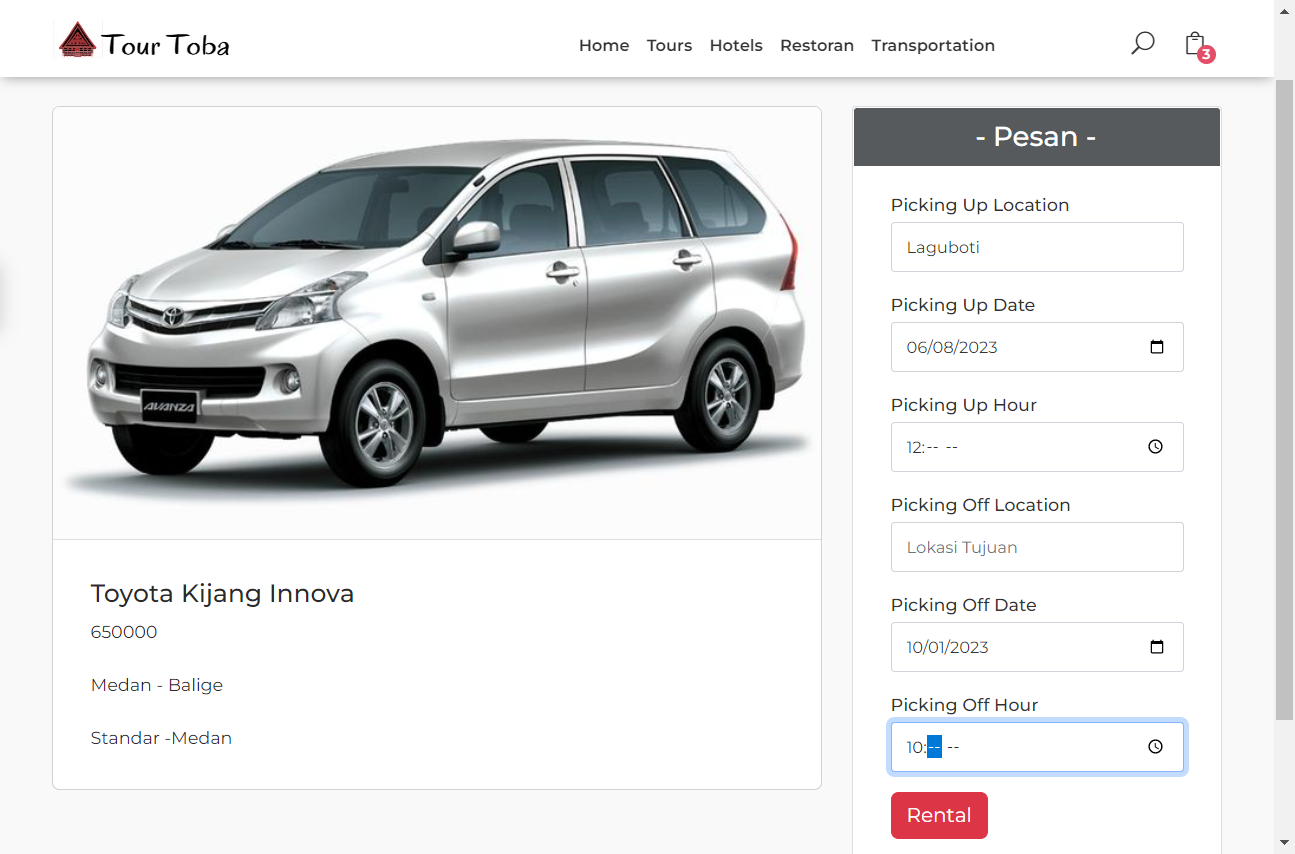 Tour Toba
Home Tours Hotels Restoran Transportation
3
AVANZA
Toyota Kijang Innova
650000
Medan - Balige
Standar -Medan
- Pesan -
Picking Up Location
Laguboti
Picking Up Date
06/08/2023
Picking Up Hour
12:-- --
Picking Off Location
Lokasi Tujuan
Picking Off Date
10/01/2023
Picking Off Hour
10:-- --
Rental